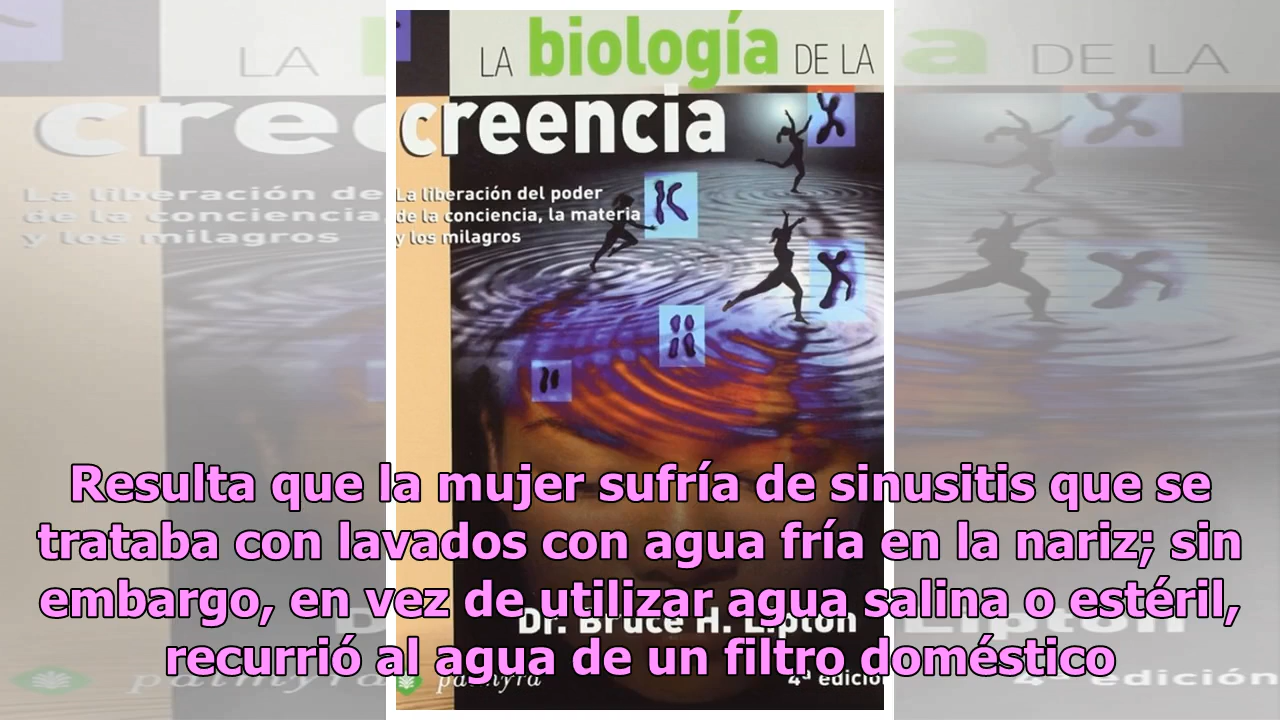 LA biología DE LA
creencia
La liberación del poder
de la conciencia, la materia
y los milagros
Resulta que la mujer sufría de sinusitis que se
trataba con lavados con agua fría en la nariz; sin
embargo, en vez de utilizar agua salina o estéril,
Dr. Bruce H. Lipton
recurrió al agua de un filtro doméstico
palmyra
4ª edición